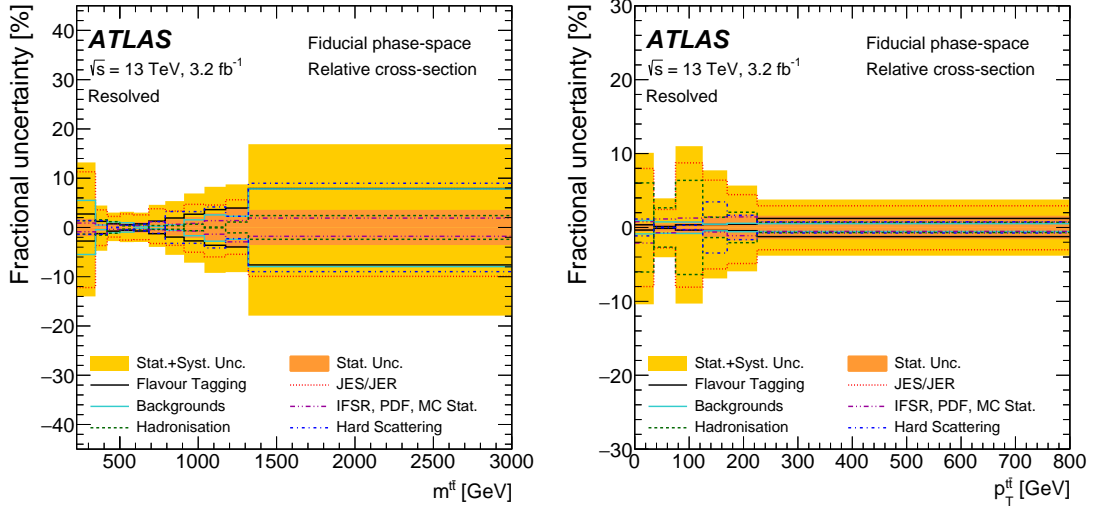 ATLAS
√s = 13 TeV, 3.2 fb⁻¹
Resolved
Fiducial phase-space
Relative cross-section
Fractional uncertainty [%]
40
30
20
10
0
−10
−20
−30
−40
Stat.+Syst. Unc.
Flavour Tagging
Backgrounds
Hadronisation
Stat. Unc.
JES/JER
IFSR, PDF, MC Stat.
Hard Scattering
500 1000 1500 2000 2500 3000
m^{tt̄} [GeV]
ATLAS
√s = 13 TeV, 3.2 fb⁻¹
Resolved
Fiducial phase-space
Relative cross-section
Fractional uncertainty [%]
30
20
10
0
−10
−20
−30
Stat.+Syst. Unc.
Flavour Tagging
Backgrounds
Hadronisation
Stat. Unc.
JES/JER
IFSR, PDF, MC Stat.
Hard Scattering
0 100 200 300 400 500 600 700 800
p_T^{tt̄} [GeV]